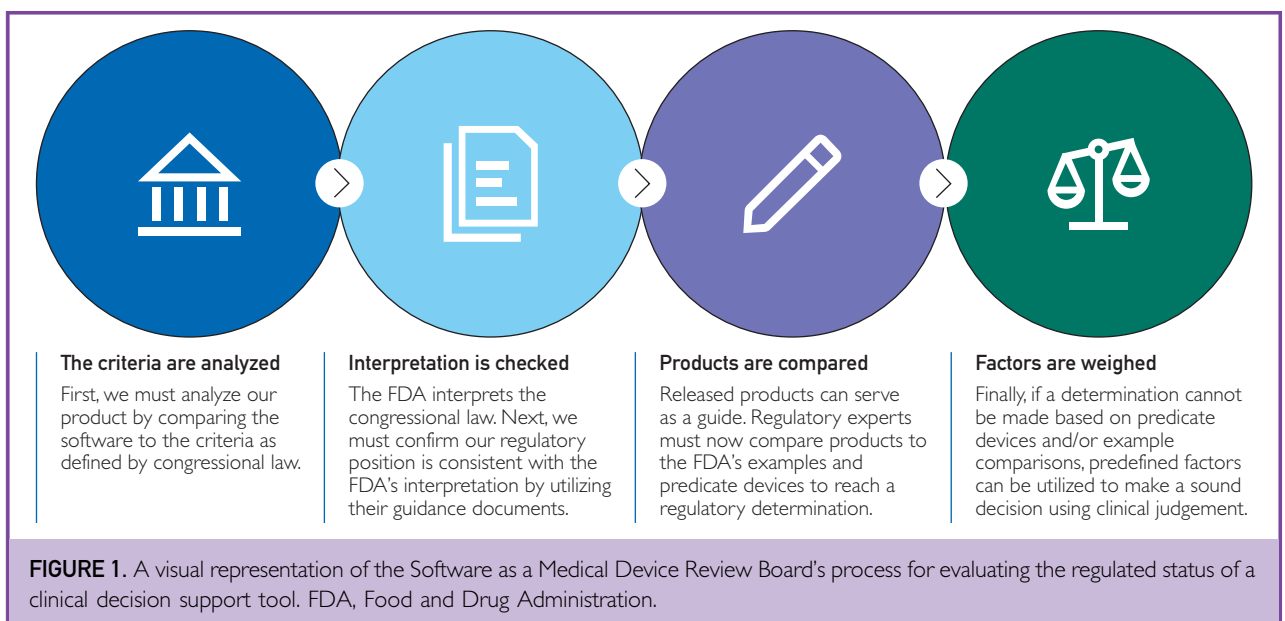 The criteria are analyzed
First, we must analyze our
product by comparing the
software to the criteria as
defined by congressional law.
Interpretation is checked
The FDA interprets the
congressional law. Next, we
must confirm our regulatory
position is consistent with the
FDA's interpretation by utilizing
their guidance documents.
Products are compared
Released products can serve
as a guide. Regulatory experts
must now compare products to
the FDA's examples and
predicate devices to reach a
regulatory determination.
Factors are weighed
Finally, if a determination cannot
be made based on predicate
devices and/or example
comparisons, predefined factors
can be utilized to make a sound
decision using clinical judgement.
FIGURE 1. A visual representation of the Software as a Medical Device Review Board's process for evaluating the regulated status of a
clinical decision support tool. FDA, Food and Drug Administration.